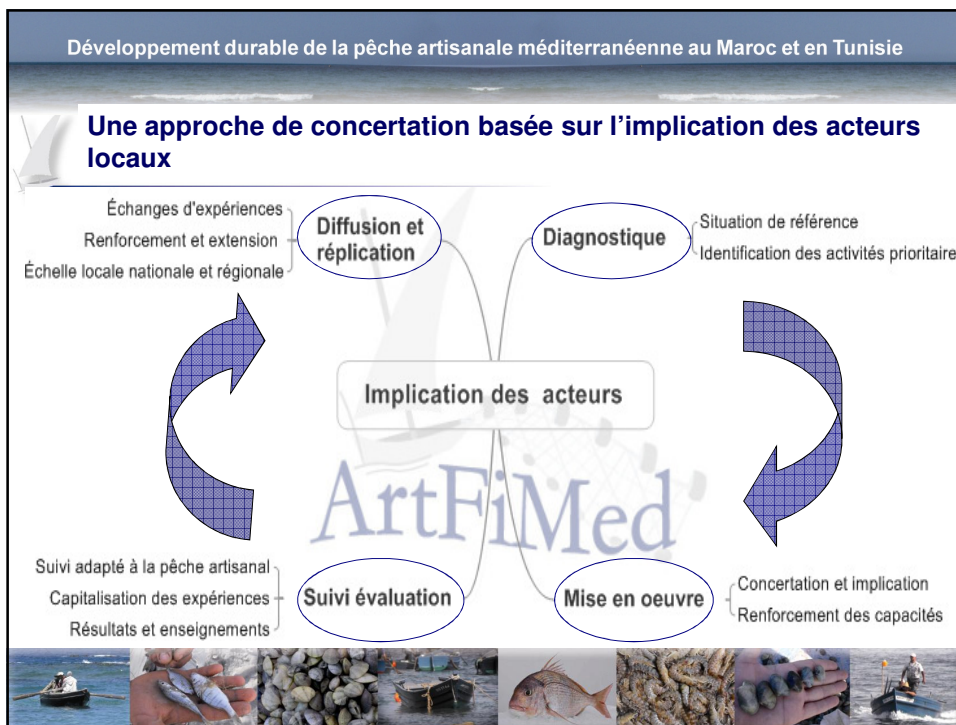 Développement durable de la pêche artisanale méditerranéenne au Maroc et en Tunisie
Une approche de concertation basée sur l'implication des acteurs
locaux
Échanges d'expériences
Renforcement et extension
Échelle locale nationale et régionale
Diffusion et
réplication
Diagnostique
Situation de référence
Identification des activités prioritaire
Implication des acteurs
ArtFiMed
Suivi adapté à la pêche artisanal
Capitalisation des expériences
Résultats et enseignements
Suivi évaluation
Mise en oeuvre
Concertation et implication
Renforcement des capacités